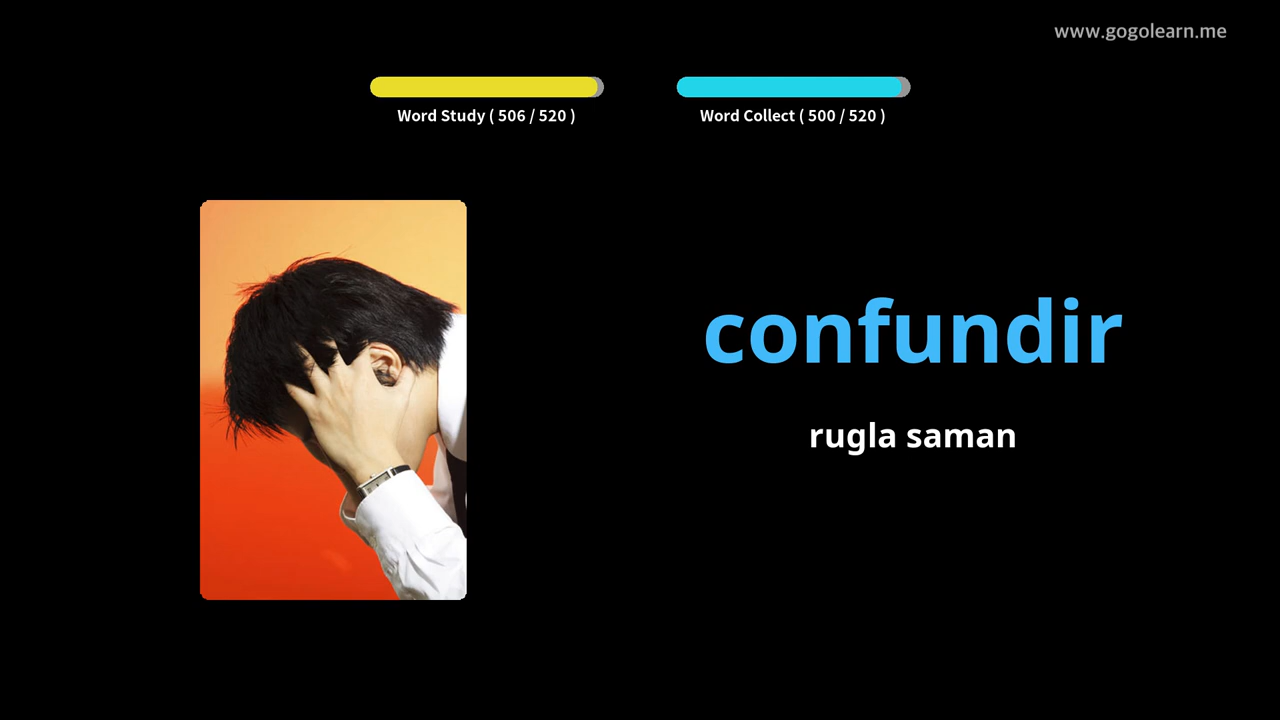 www.gogolearn.me
Word Study ( 506 / 520 )
Word Collect ( 500 / 520 )
confundir
rugla saman